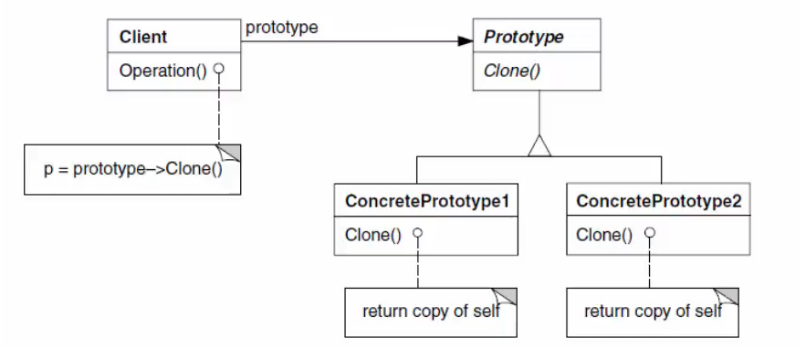 Client
prototype
Prototype
Operation()
Clone()
p = prototype–>Clone()
ConcretePrototype1
ConcretePrototype2
Clone()
Clone()
return copy of self
return copy of self